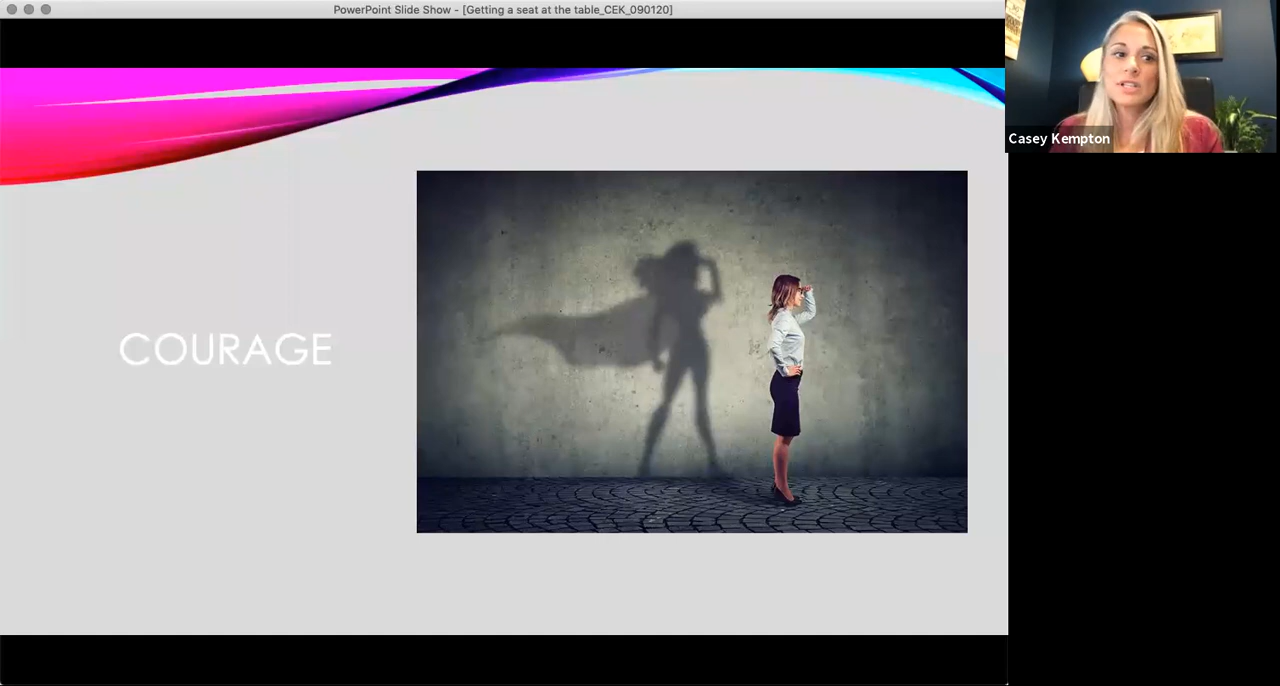 PowerPoint Slide Show - [Getting a seat at the table_CEK_090120]
Casey Kempton
COURAGE